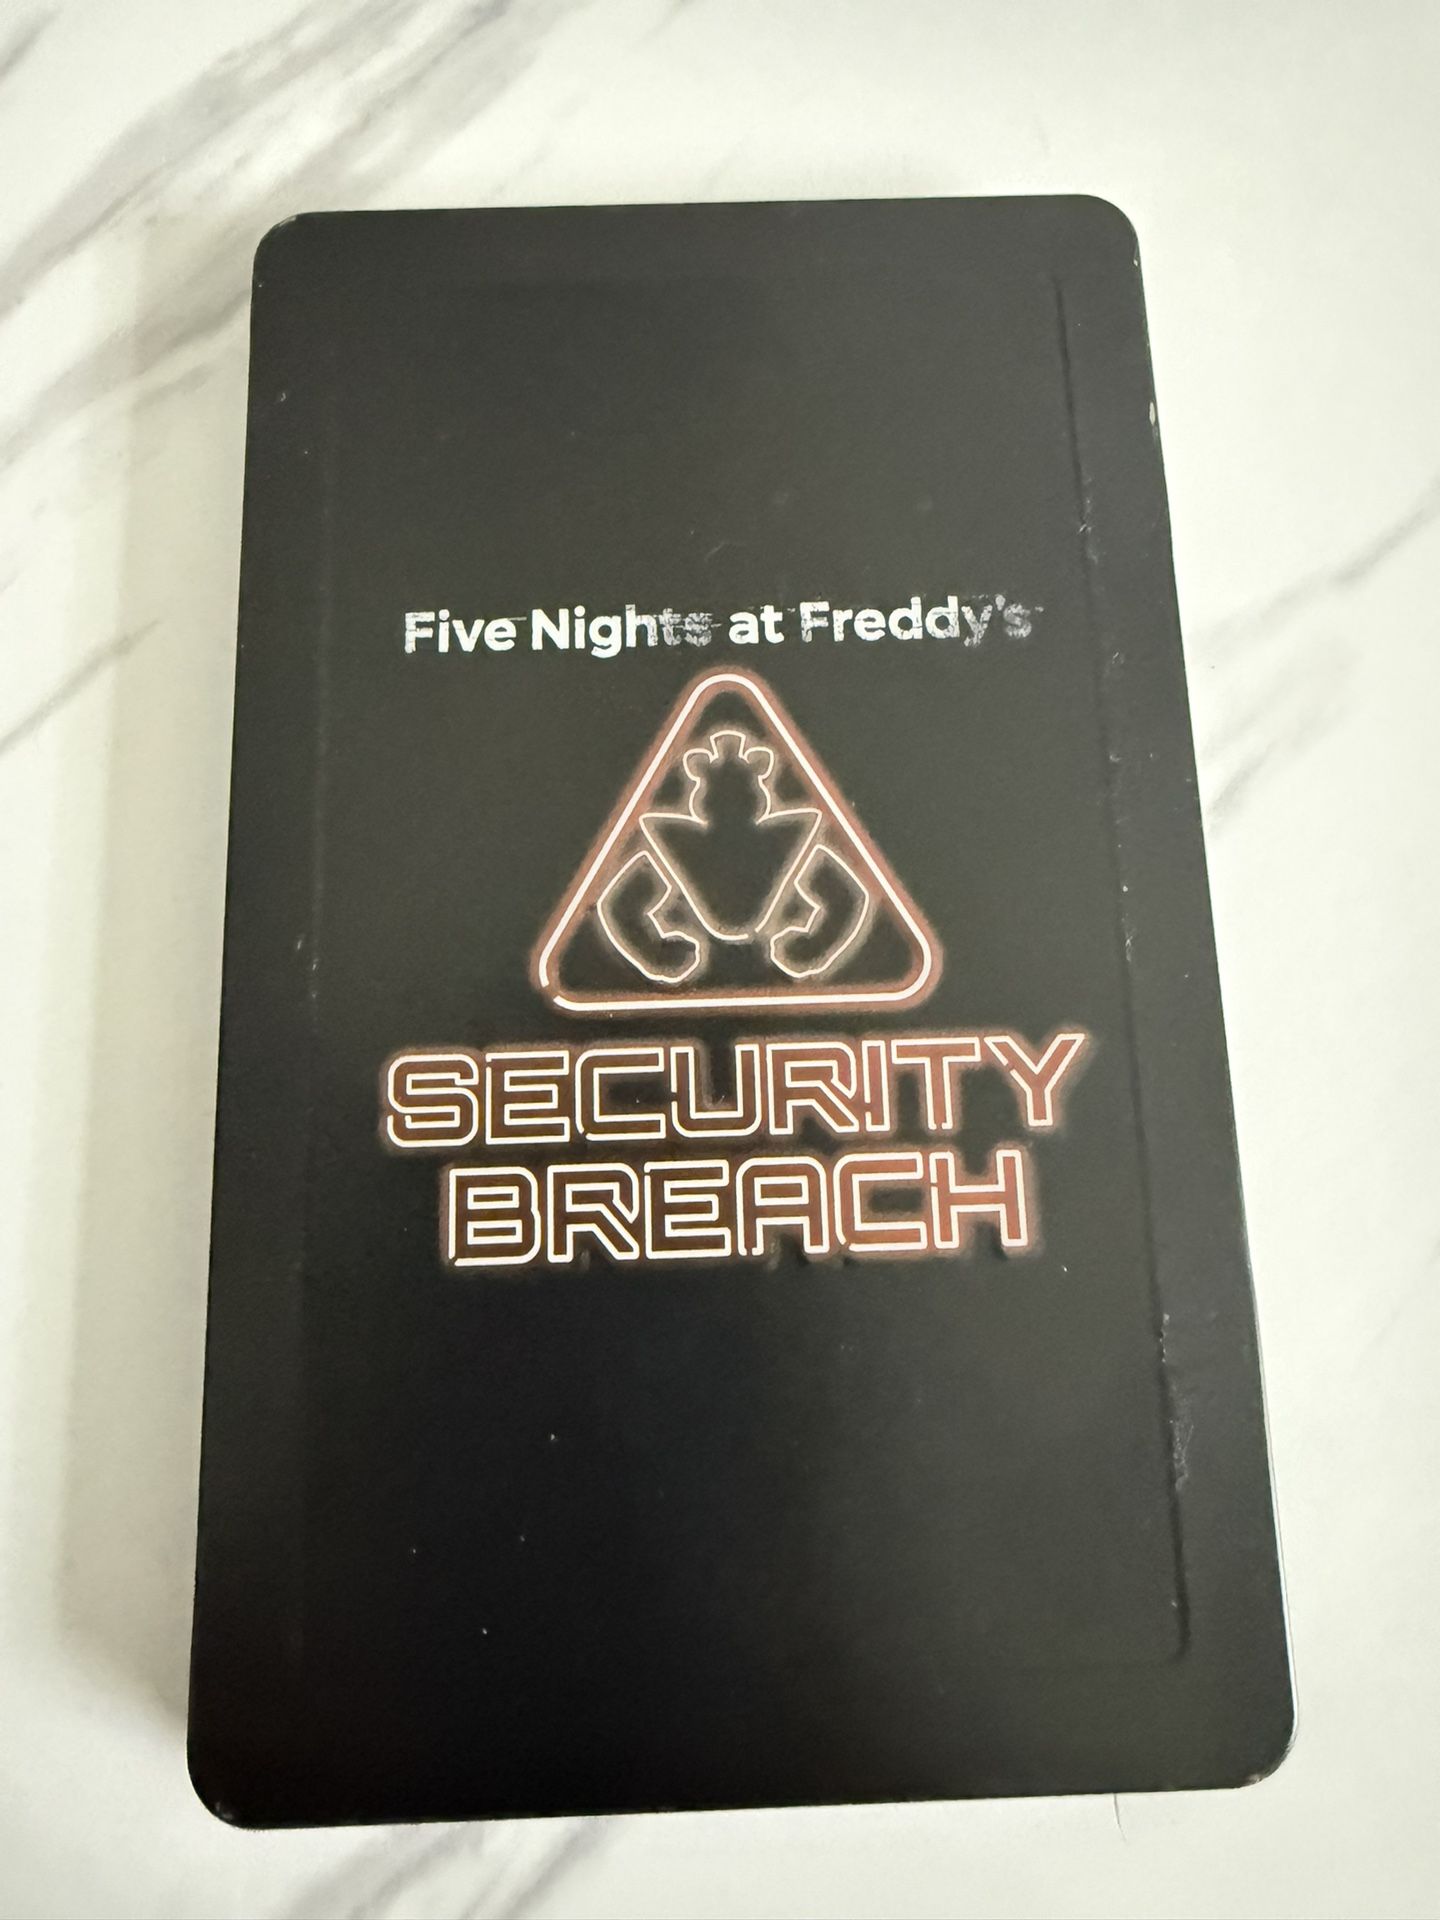 Five Nights at Freddy's
SECURITY
BREACH